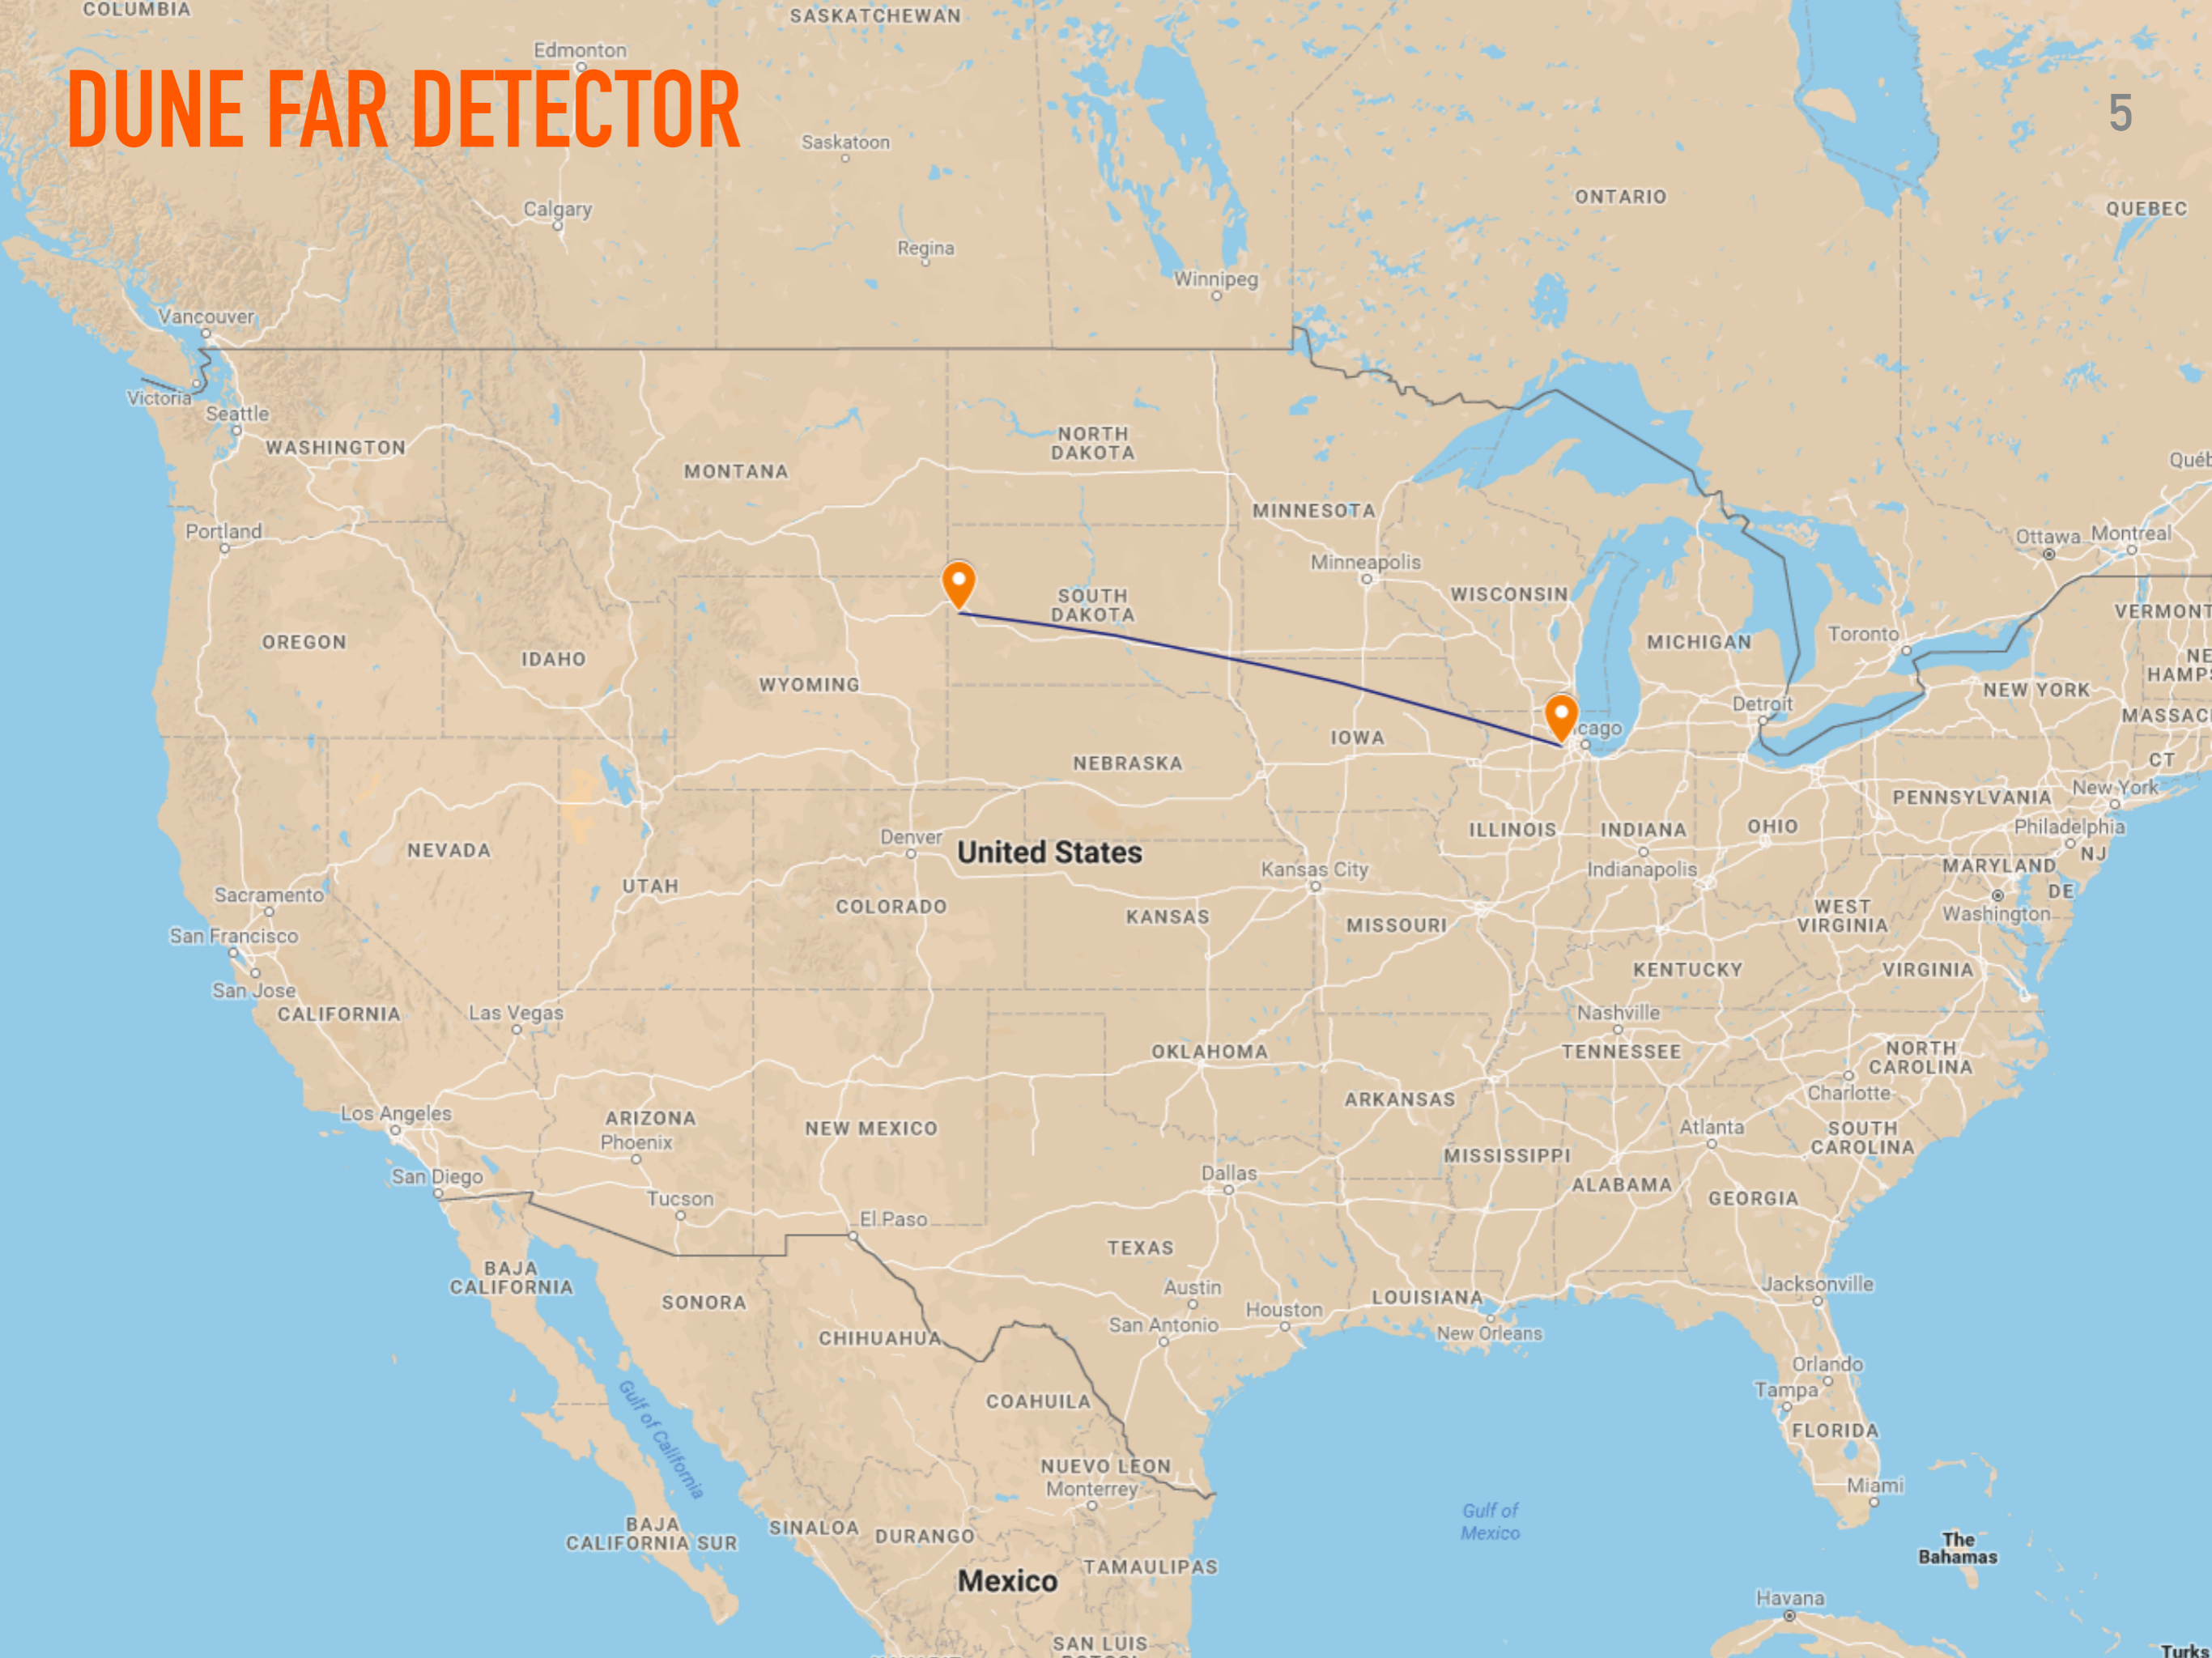 COLUMBIA
SASKATCHEWAN
Edmonton
DUNE FAR DETECTOR
5
Saskatoon
ONTARIO
QUEBEC
Calgary
Regina
Winnipeg
Vancouver
Victoria
Seattle
WASHINGTON
NORTH
DAKOTA
MONTANA
Québ
MINNESOTA
Portland
Ottawa
Montreal
Minneapolis
WISCONSIN
SOUTH
DAKOTA
VERMONT
OREGON
IDAHO
MICHIGAN
Toronto
NE
HAMPS
WYOMING
NEW YORK
Detroit
MASSAC
cago
IOWA
NEBRASKA
CT
New York
PENNSYLVANIA
Philadelphia
ILLINOIS
INDIANA
OHIO
Denver
United States
NEVADA
NJ
Kansas City
Indianapolis
MARYLAND
UTAH
DE
Sacramento
COLORADO
KANSAS
MISSOURI
WEST
VIRGINIA
Washington
San Francisco
KENTUCKY
VIRGINIA
San Jose
CALIFORNIA
Las Vegas
Nashville
OKLAHOMA
TENNESSEE
NORTH
CAROLINA
Charlotte
ARKANSAS
Los Angeles
ARIZONA
Phoenix
NEW MEXICO
Atlanta
SOUTH
CAROLINA
MISSISSIPPI
San Diego
Dallas
ALABAMA
Tucson
GEORGIA
El Paso
TEXAS
BAJA
CALIFORNIA
Jacksonville
Austin
SONORA
LOUISIANA
Houston
San Antonio
New Orleans
CHIHUAHUA
Orlando
Tampa
COAHUILA
FLORIDA
Gulf of California
NUEVO LEON
Monterrey
Miami
Gulf of
Mexico
BAJA
CALIFORNIA SUR
SINALOA
DURANGO
The
Bahamas
TAMAULIPAS
Mexico
Havana
SAN LUIS
Turks